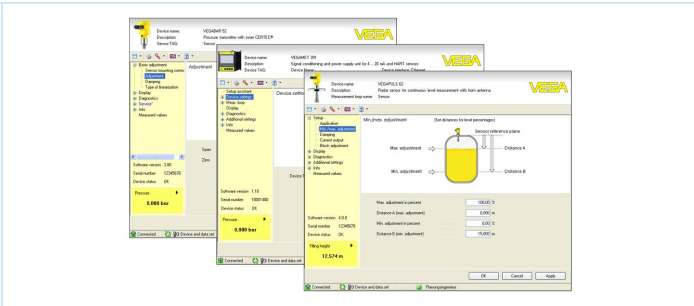 Device name: VEGABAR 52
Description: Pressure transmitter with inner CERTEC®
Sensor-TAG: Sensor
VEGA
Basic adjustment
Adjustment
Damping
Type of linearization
Display
Diagnostics
Service
Info
Measured values
Adjustment
Span
Zero
Software version 3.80
Serial number 12345678
Device status OK
Pressure
0,000 bar
Connected
Device and data set
Device name: VEGAMET 391
Description: Signal conditioning and power supply unit for 4 ... 20 mA and HART sensors
Device-TAG:
VEGA
Setup assistant
Device settings
Meas. loop
Display
Diagnostics
Additional settings
Info
Measured values
Software version 1.10
Serial number 10001400
Device status OK
Pressure
0,000 bar
Connected
Device and data set
Device name: VEGAPULS 62
Description: Radar sensor for continuous level measurement with horn antenna
Measurement loop name: Sensor
VEGA
Setup
Application
Min./max. adjustment
Damping
Current output
Block adjustment
Display
Diagnostics
Additional settings
Info
Measured values
Min./max. adjustment
(Set distances for level percentages)
Sensor reference plane
Max. adjustment
Distance A
Min. adjustment
Distance B
Max. adjustment in percent 100,00 %
Distance A (max. adjustment) 0,000 m
Min. adjustment in percent 0,00 %
Distance B (min. adjustment) 15,000 m
Software version 4.0.0
Serial number 12345678
Device status OK
Filling height
12,574 m
OK Cancel Apply
Connected
Device and data set
Planungsingenieur